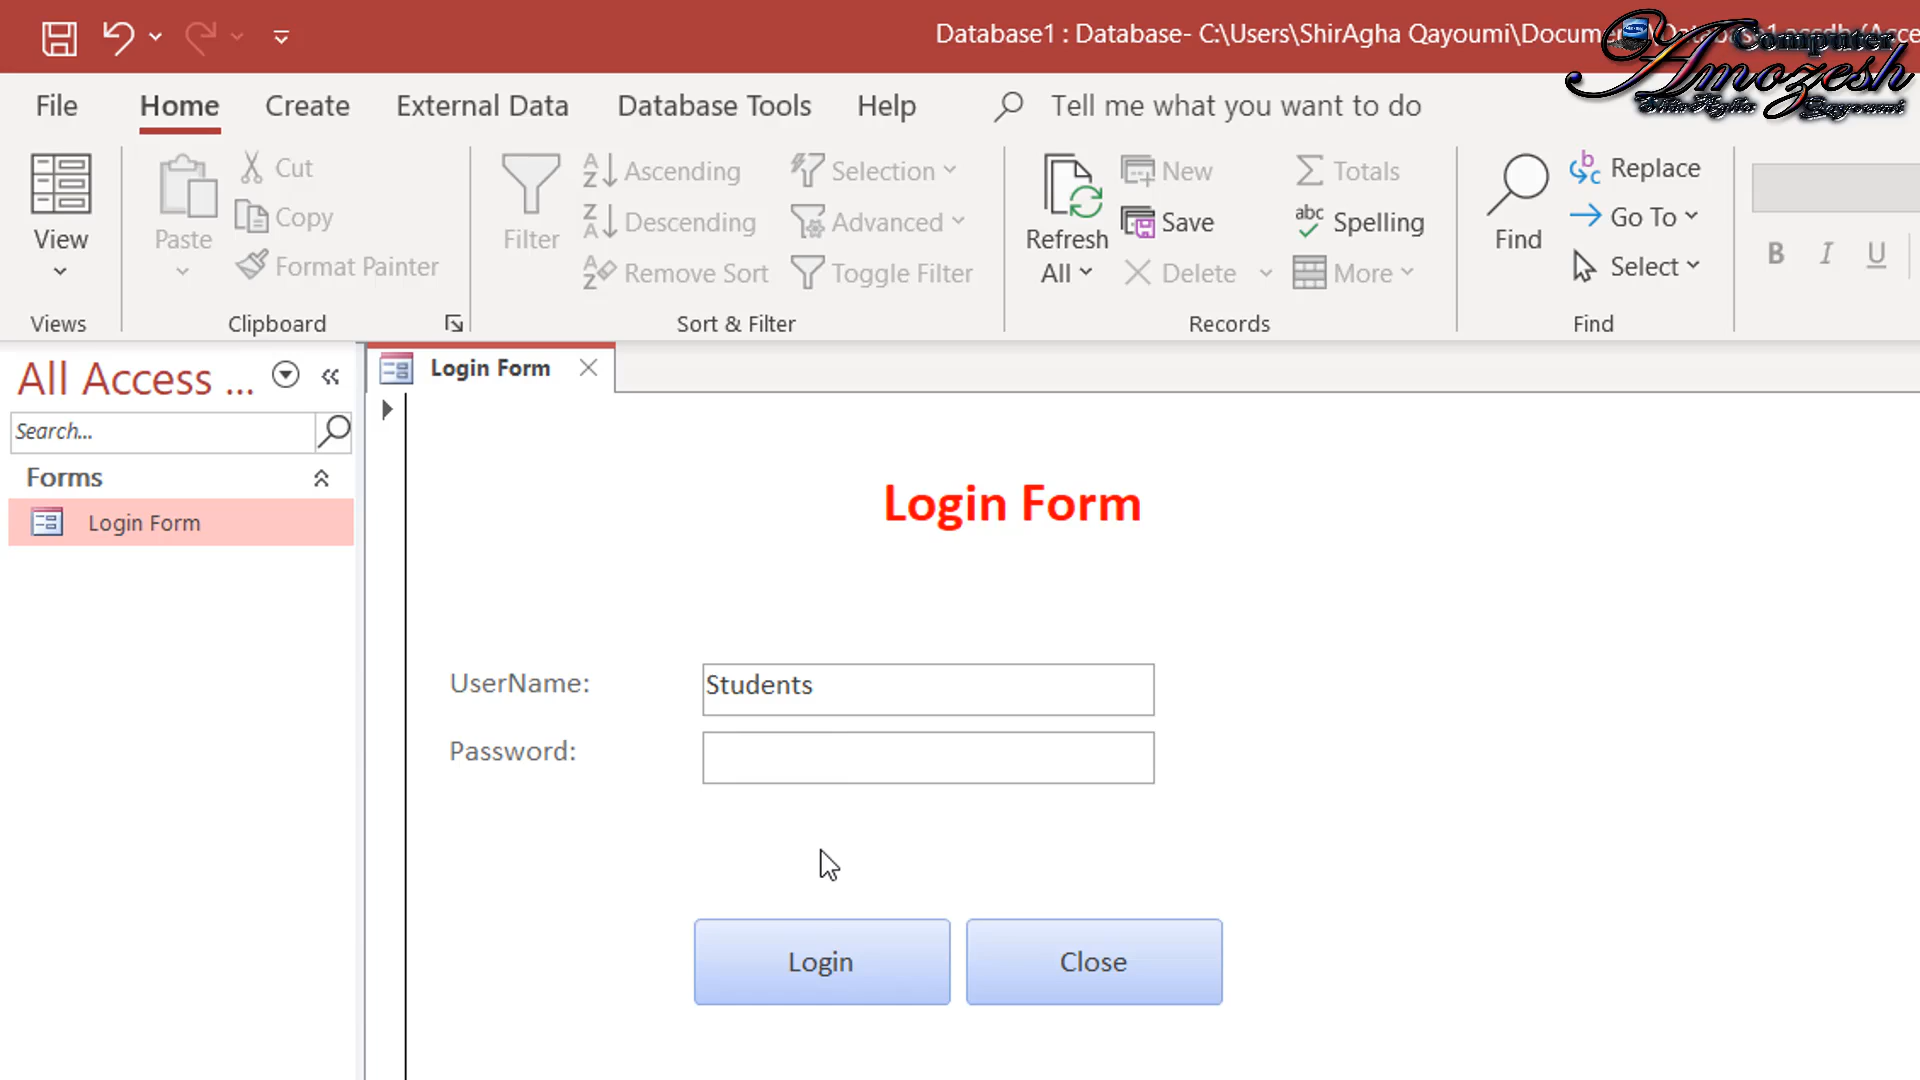 Database1 : Database- C:\Users\ShirAgha Qayoumi\Docume
Computer
Amozesh
ShirAgha Qayoumi
File Home Create External Data Database Tools Help Tell me what you want to do
View
Views
Paste
Cut
Copy
Format Painter
Clipboard
Filter
Ascending
Descending
Remove Sort
Selection
Advanced
Toggle Filter
Sort & Filter
Refresh
All
New
Save
Delete
Totals
Spelling
More
Records
Find
Replace
Go To
Select
Find
B I U
All Access ...
Search...
Forms
Login Form
Login Form
Login Form
UserName: Students
Password:
Login Close